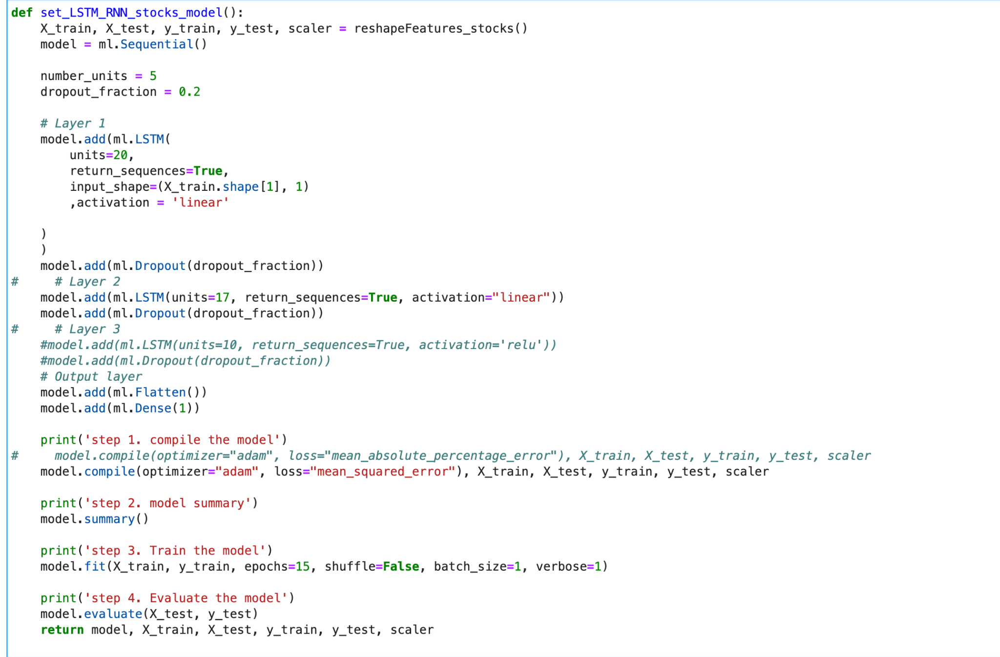 def set_LSTM_RNN_stocks_model():
    X_train, X_test, y_train, y_test, scaler = reshapeFeatures_stocks()
    model = ml.Sequential()

    number_units = 5
    dropout_fraction = 0.2

    # Layer 1
    model.add(ml.LSTM(
        units=20,
        return_sequences=True,
        input_shape=(X_train.shape[1], 1)
        ,activation = 'linear'

    )
    )
    model.add(ml.Dropout(dropout_fraction))
#     # Layer 2
    model.add(ml.LSTM(units=17, return_sequences=True, activation="linear"))
    model.add(ml.Dropout(dropout_fraction))
#     # Layer 3
    #model.add(ml.LSTM(units=10, return_sequences=True, activation='relu'))
    #model.add(ml.Dropout(dropout_fraction))
    # Output layer
    model.add(ml.Flatten())
    model.add(ml.Dense(1))

    print('step 1. compile the model')
#     model.compile(optimizer="adam", loss="mean_absolute_percentage_error"), X_train, X_test, y_train, y_test, scaler
    model.compile(optimizer="adam", loss="mean_squared_error"), X_train, X_test, y_train, y_test, scaler

    print('step 2. model summary')
    model.summary()

    print('step 3. Train the model')
    model.fit(X_train, y_train, epochs=15, shuffle=False, batch_size=1, verbose=1)

    print('step 4. Evaluate the model')
    model.evaluate(X_test, y_test)
    return model, X_train, X_test, y_train, y_test, scaler